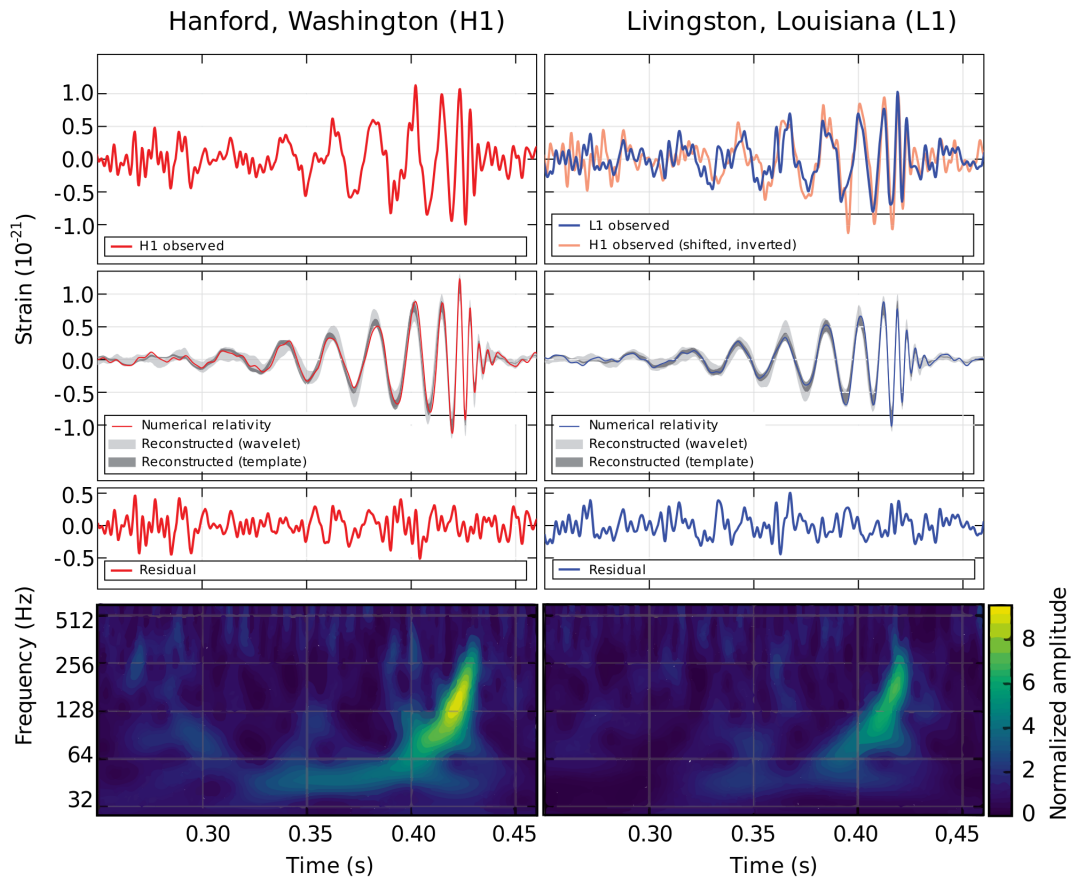 Hanford, Washington (H1)
Livingston, Louisiana (L1)
Strain (10⁻²¹)
1.0
0.5
0.0
-0.5
-1.0
H1 observed
L1 observed
H1 observed (shifted, inverted)
1.0
0.5
0.0
-0.5
-1.0
Numerical relativity
Reconstructed (wavelet)
Reconstructed (template)
Numerical relativity
Reconstructed (wavelet)
Reconstructed (template)
0.5
0.0
-0.5
Residual
Residual
Frequency (Hz)
512
256
128
64
32
0.30 0.35 0.40 0.45
Time (s)
0.30 0.35 0.40 0,45
Time (s)
8
6
4
2
0
Normalized amplitude